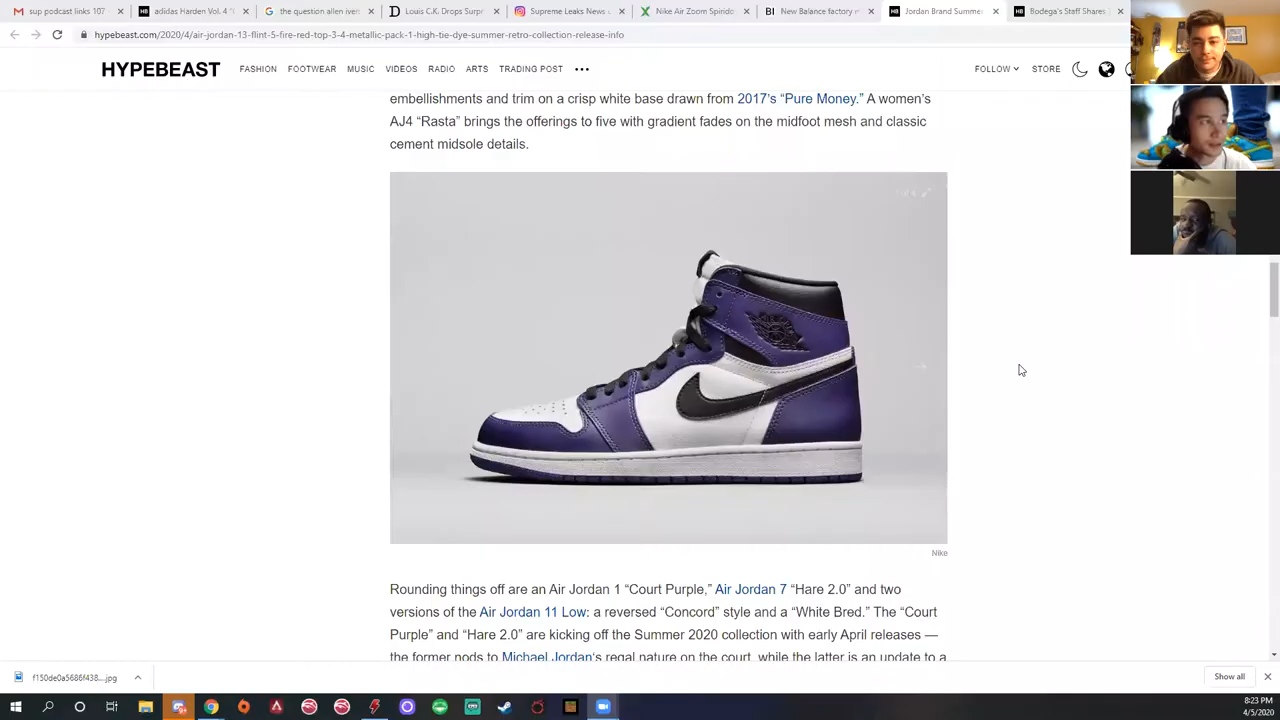 sup podcast links 107
adidas Harden Vol. 4 "C
the question allen ivers
Louis C.K. Drops Surpr
Supreme Leaks News
Nike Air Zoom Spirido
New Balance factory e
Jordan Brand Summer
Bodega's Staff Shares
hypebeast.com/2020/4/air-jordan-13-flint-5-fire-red-top-3-4-metallic-pack-1-high-tie-dye-summer-retro-collection-release-info
HYPEBEAST
FASHION FOOTWEAR MUSIC VIDEOS RADIO ARTS TRENDING POST
FOLLOW STORE
embellishments and trim on a crisp white base drawn from 2017's “Pure Money.” A women's
AJ4 “Rasta” brings the offerings to five with gradient fades on the midfoot mesh and classic
cement midsole details.
Nike
Rounding things off are an Air Jordan 1 “Court Purple,” Air Jordan 7 “Hare 2.0” and two
versions of the Air Jordan 11 Low: a reversed “Concord” style and a “White Bred.” The “Court
Purple” and “Hare 2.0” are kicking off the Summer 2020 collection with early April releases —
the former nods to Michael Jordan's regal nature on the court, while the latter is an update to a
f150de0a5686f438....jpg
Show all
8:23 PM
4/5/2020